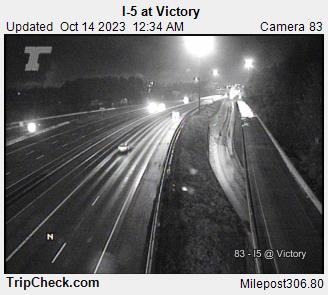 I-5 at Victory
Updated Oct 14 2023 12:34 AM Camera 83
T
N
83 - I5 @ Victory
TripCheck.com Milepost306.80